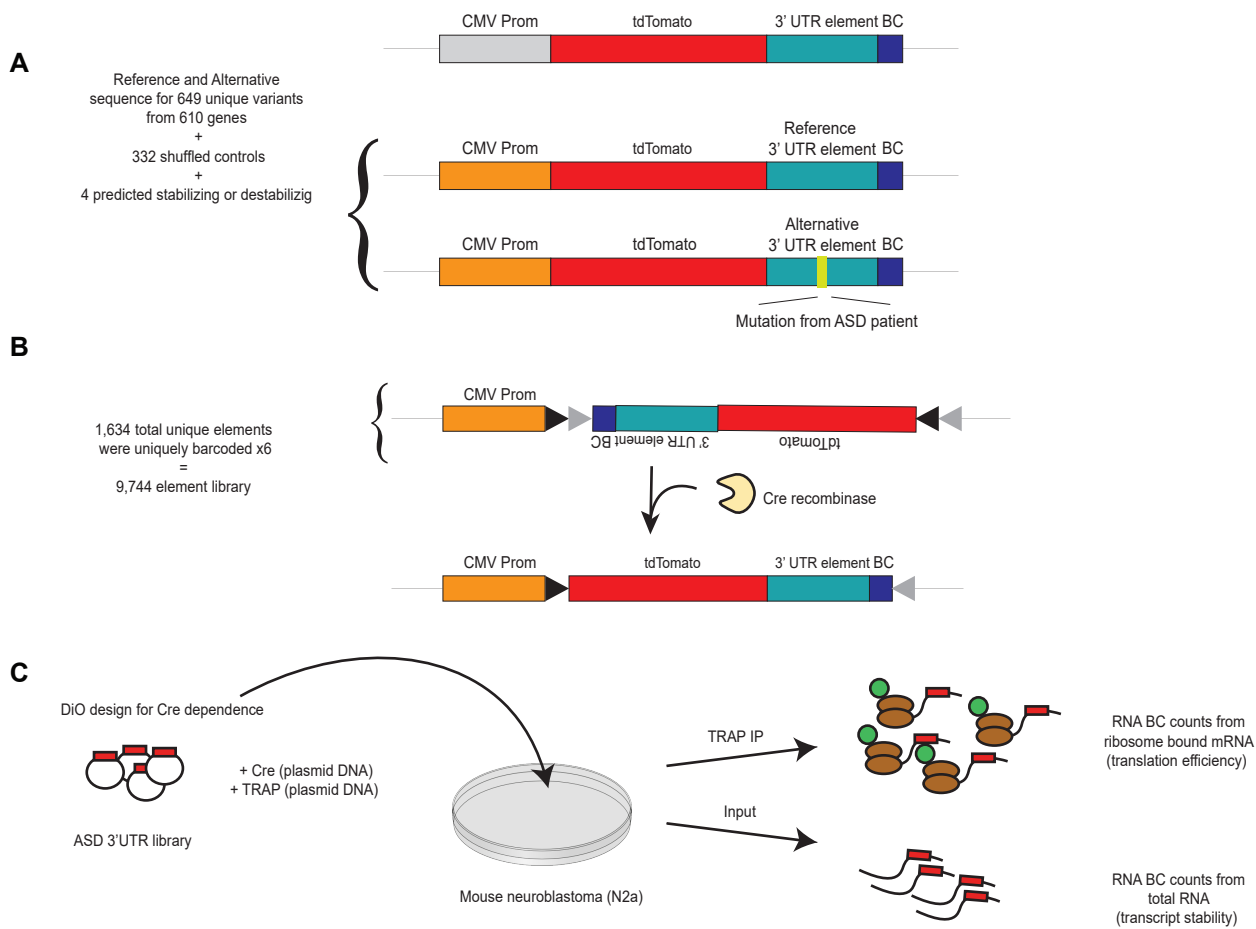 A
CMV Prom tdTomato 3' UTR element BC
Reference and Alternative
sequence for 649 unique variants
from 610 genes
+
332 shuffled controls
+
4 predicted stabilizing or destabilizig
Reference
CMV Prom tdTomato 3' UTR element BC
Alternative
CMV Prom tdTomato 3' UTR element BC
Mutation from ASD patient
B
CMV Prom
3' UTR element BC
tdTomato
1,634 total unique elements
were uniquely barcoded x6
=
9,744 element library
Cre recombinase
CMV Prom tdTomato 3' UTR element BC
C
DiO design for Cre dependence
+ Cre (plasmid DNA)
+ TRAP (plasmid DNA)
ASD 3'UTR library
Mouse neuroblastoma (N2a)
TRAP IP
Input
RNA BC counts from
ribosome bound mRNA
(translation efficiency)
RNA BC counts from
total RNA
(transcript stability)